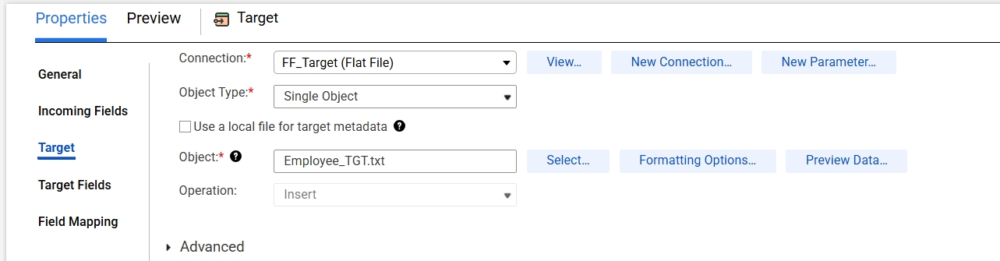 Properties Preview Target
General
Incoming Fields
Target
Target Fields
Field Mapping
Connection:* FF_Target (Flat File) View... New Connection... New Parameter...
Object Type:* Single Object
Use a local file for target metadata ?
Object:* ? Employee_TGT.txt Select... Formatting Options... Preview Data...
Operation: Insert
Advanced